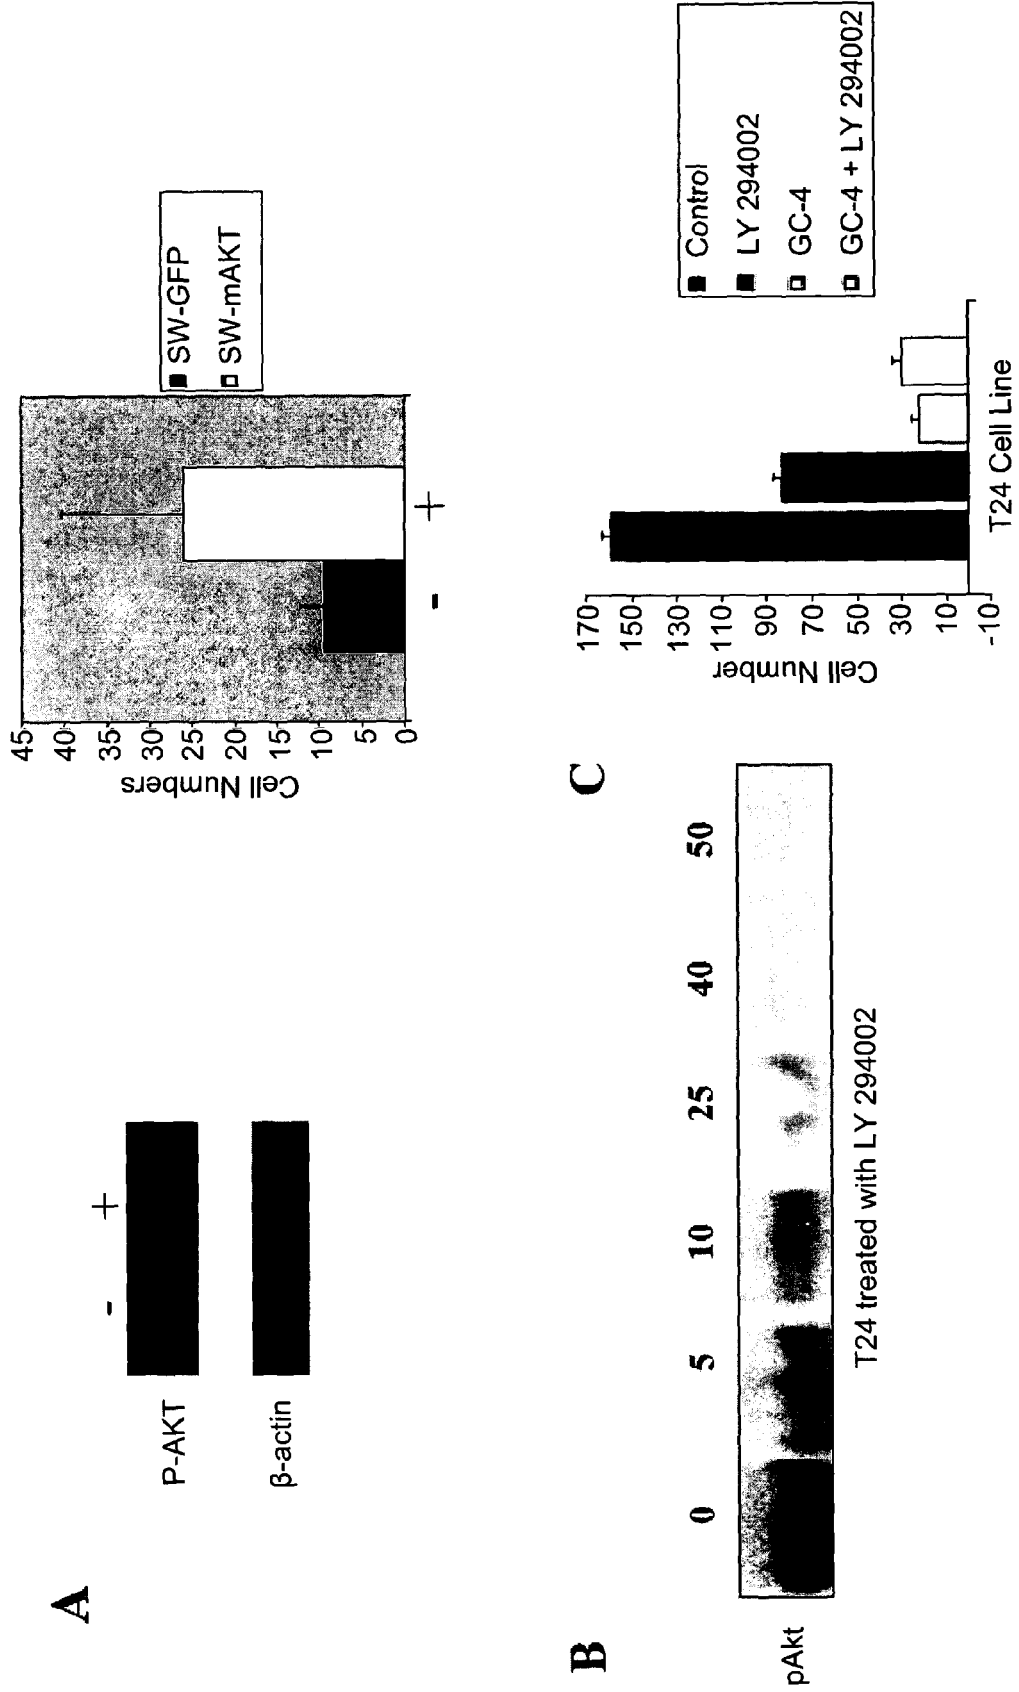 A
- +
P-AKT
β-actin
Cell Numbers
45
40
35
30
25
20
15
10
5
0
- +
SW-GFP
SW-mAKT
B
0 5 10 25 40 50
pAkt
T24 treated with LY 294002
C
Cell Number
170
150
130
110
90
70
50
30
10
-10
T24 Cell Line
Control
LY 294002
GC-4
GC-4 + LY 294002